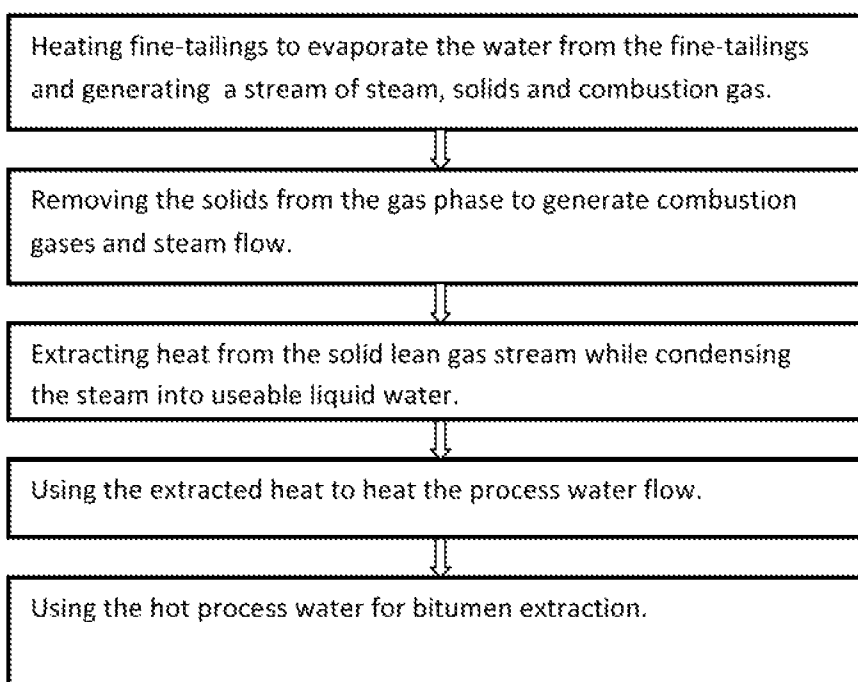 Heating fine-tailings to evaporate the water from the fine-tailings
and generating a stream of steam, solids and combustion gas.
Removing the solids from the gas phase to generate combustion
gases and steam flow.
Extracting heat from the solid lean gas stream while condensing
the steam into useable liquid water.
Using the extracted heat to heat the process water flow.
Using the hot process water for bitumen extraction.